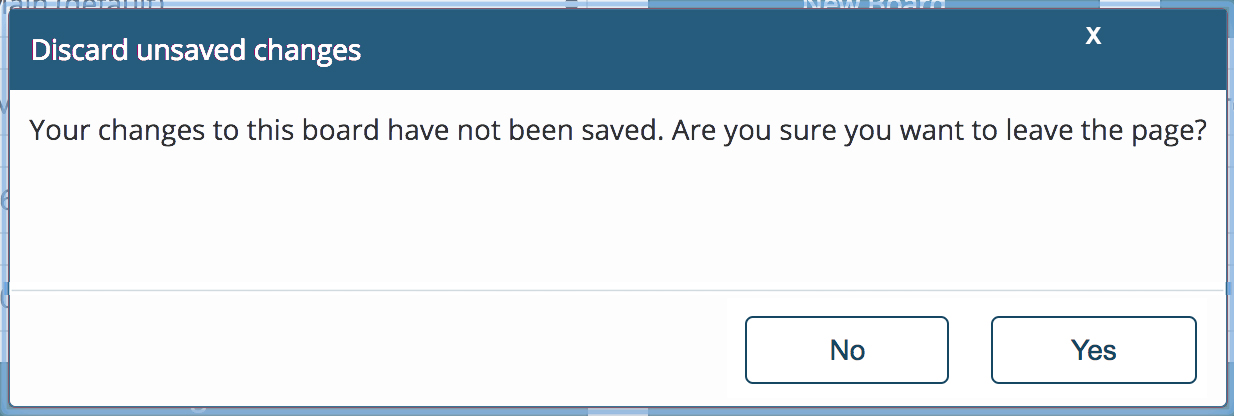 New Board
Discard unsaved changes
X
Your changes to this board have not been saved. Are you sure you want to leave the page?
No
Yes